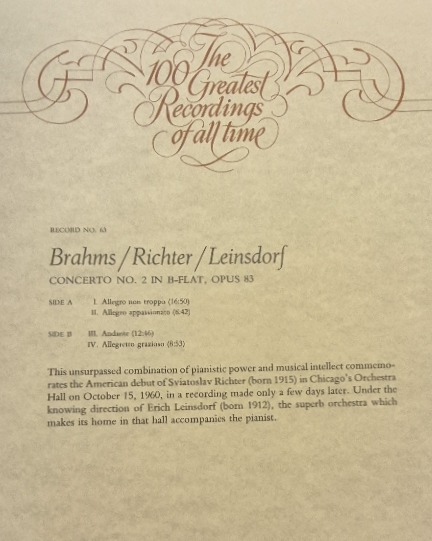 The
100 Greatest
Recordings
of all time
RECORD NO. 63
Brahms/Richter/Leinsdorf
CONCERTO NO. 2 IN B-FLAT, OPUS 83
SIDE A I. Allegro non troppo (16:50)
II. Allegro appassionato (8:42)
SIDE B III. Andante (12:46)
IV. Allegretto grazioso (8:53)
This unsurpassed combination of pianistic power and musical intellect commemo-
rates the American debut of Sviatoslav Richter (born 1915) in Chicago's Orchestra
Hall on October 15, 1960, in a recording made only a few days later. Under the
knowing direction of Erich Leinsdorf (born 1912), the superb orchestra which
makes its home in that hall accompanies the pianist.